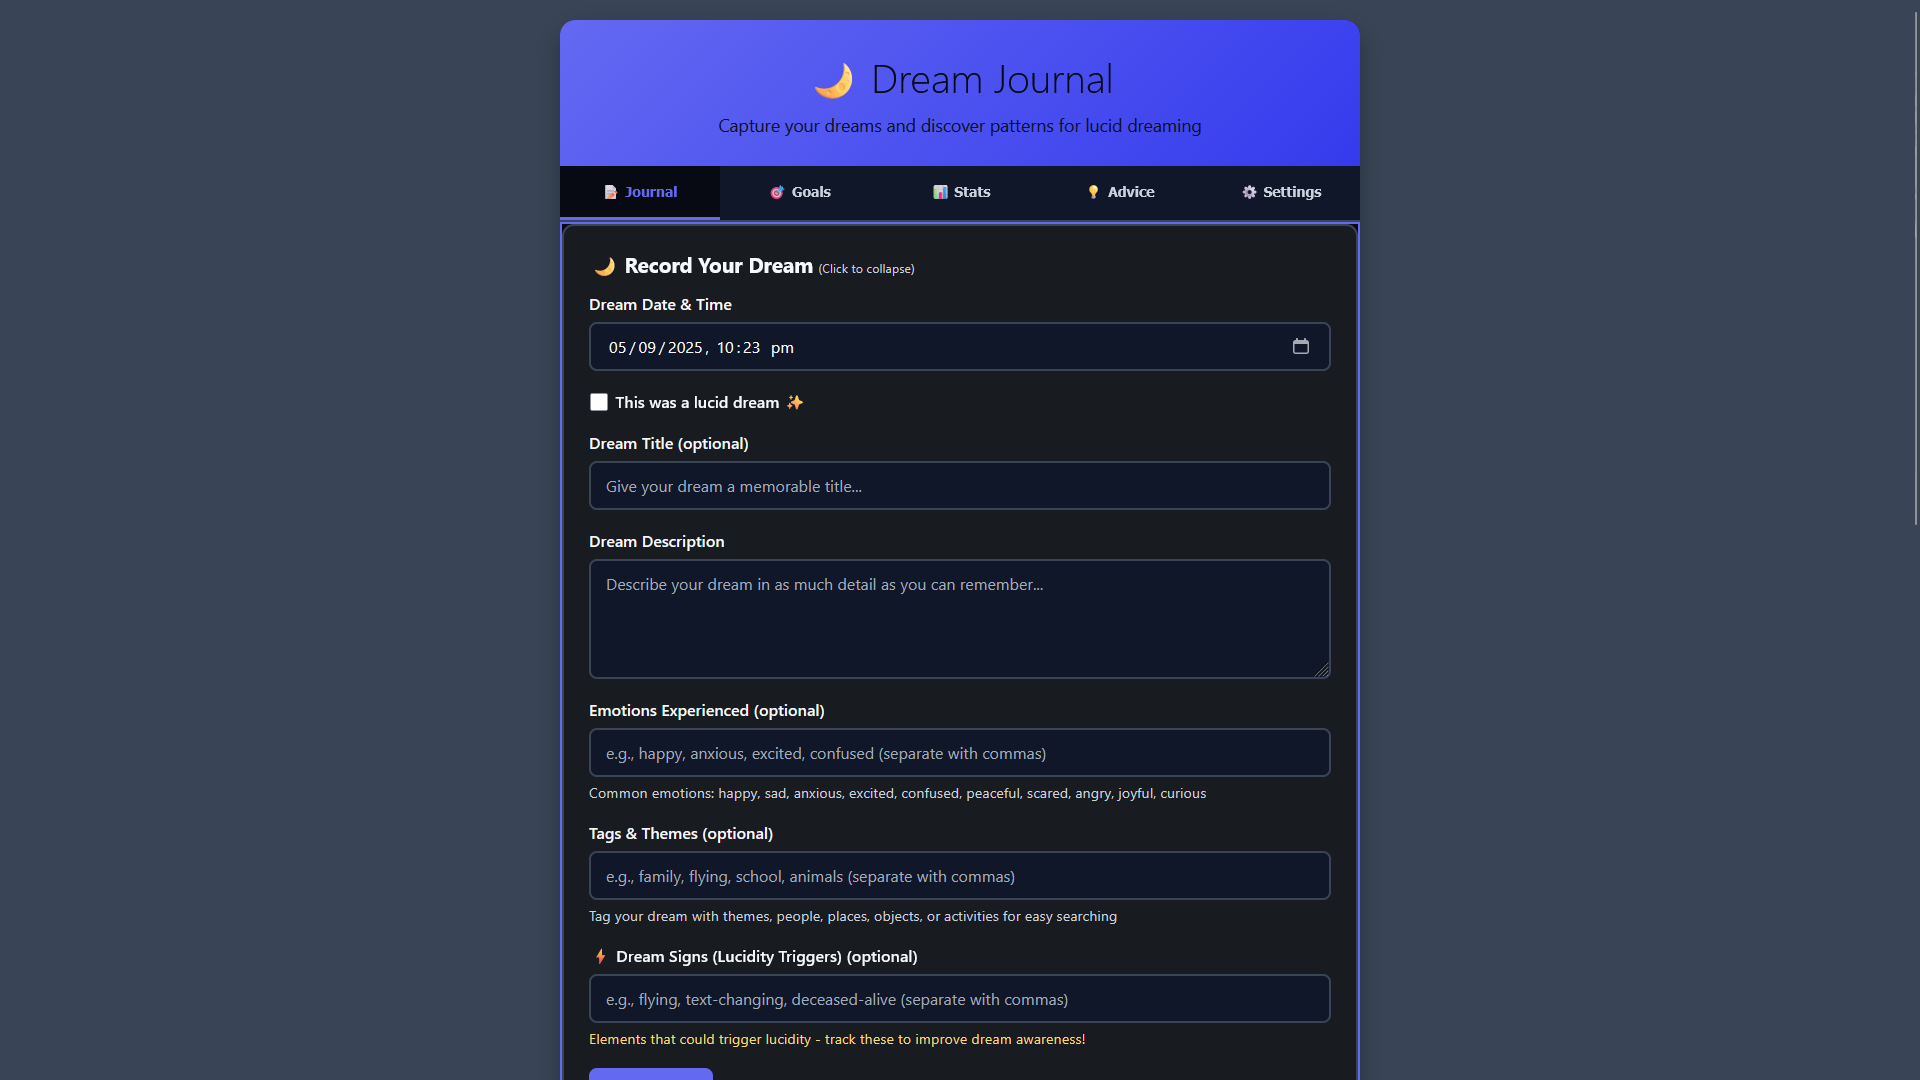 🌙 Dream Journal
Capture your dreams and discover patterns for lucid dreaming
📝 Journal 🎯 Goals 📊 Stats 💡 Advice ⚙️ Settings
🌙 Record Your Dream (Click to collapse)
Dream Date & Time
05/09/2025, 10:23 pm
This was a lucid dream ✨
Dream Title (optional)
Give your dream a memorable title...
Dream Description
Describe your dream in as much detail as you can remember...
Emotions Experienced (optional)
e.g., happy, anxious, excited, confused (separate with commas)
Common emotions: happy, sad, anxious, excited, confused, peaceful, scared, angry, joyful, curious
Tags & Themes (optional)
e.g., family, flying, school, animals (separate with commas)
Tag your dream with themes, people, places, objects, or activities for easy searching
⚡ Dream Signs (Lucidity Triggers) (optional)
e.g., flying, text-changing, deceased-alive (separate with commas)
Elements that could trigger lucidity - track these to improve dream awareness!